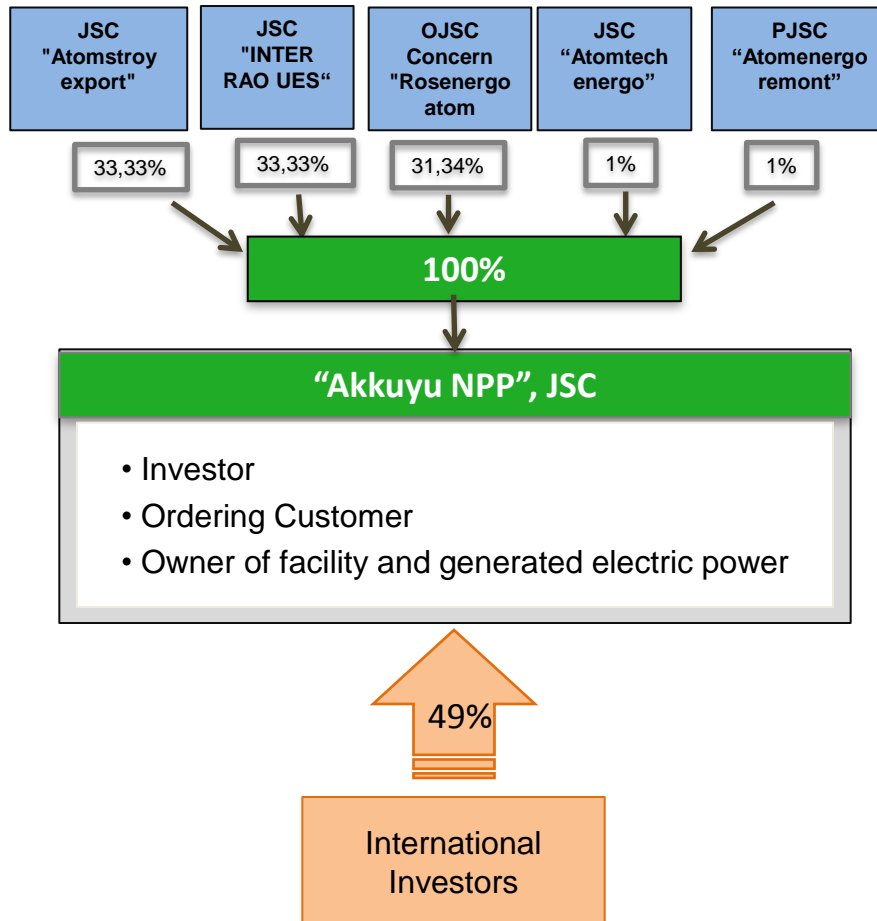 JSC
"Atomstroy
export"
JSC
"INTER
RAO UES“
OJSC
Concern
"Rosenergo
atom
JSC
“Atomtech
energo”
PJSC
“Atomenergo
remont”
33,33%
33,33%
31,34%
1%
1%
100%
“Akkuyu NPP”, JSC
• Investor
• Ordering Customer
• Owner of facility and generated electric power
49%
International
Investors